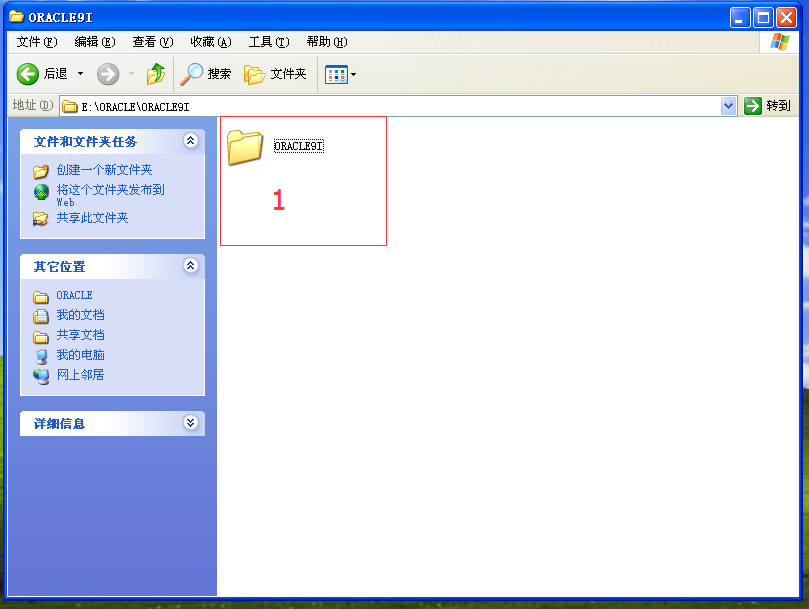 ORACLE9I
文件(F) 编辑(E) 查看(V) 收藏(A) 工具(T) 帮助(H)
后退 搜索 文件夹
地址(D) E:\ORACLE\ORACLE9I 转到
文件和文件夹任务
创建一个新文件夹
将这个文件夹发布到
Web
共享此文件夹
其它位置
ORACLE
我的文档
共享文档
我的电脑
网上邻居
详细信息
ORACLE9I
1